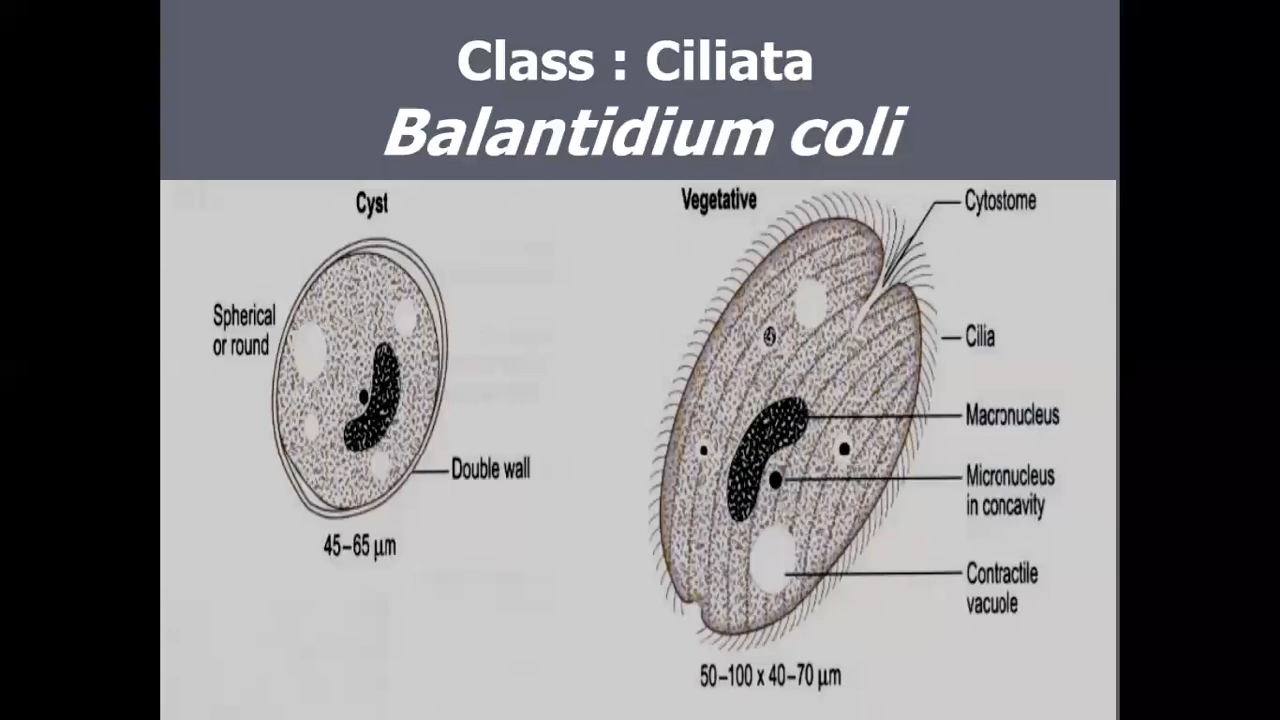 Class : Ciliata
Balantidium coli
Cyst
Spherical
or round
Double wall
45–65 µm
Vegetative
Cytostome
Cilia
Macronucleus
Micronucleus
in concavity
Contractile
vacuole
50–100 x 40–70 µm